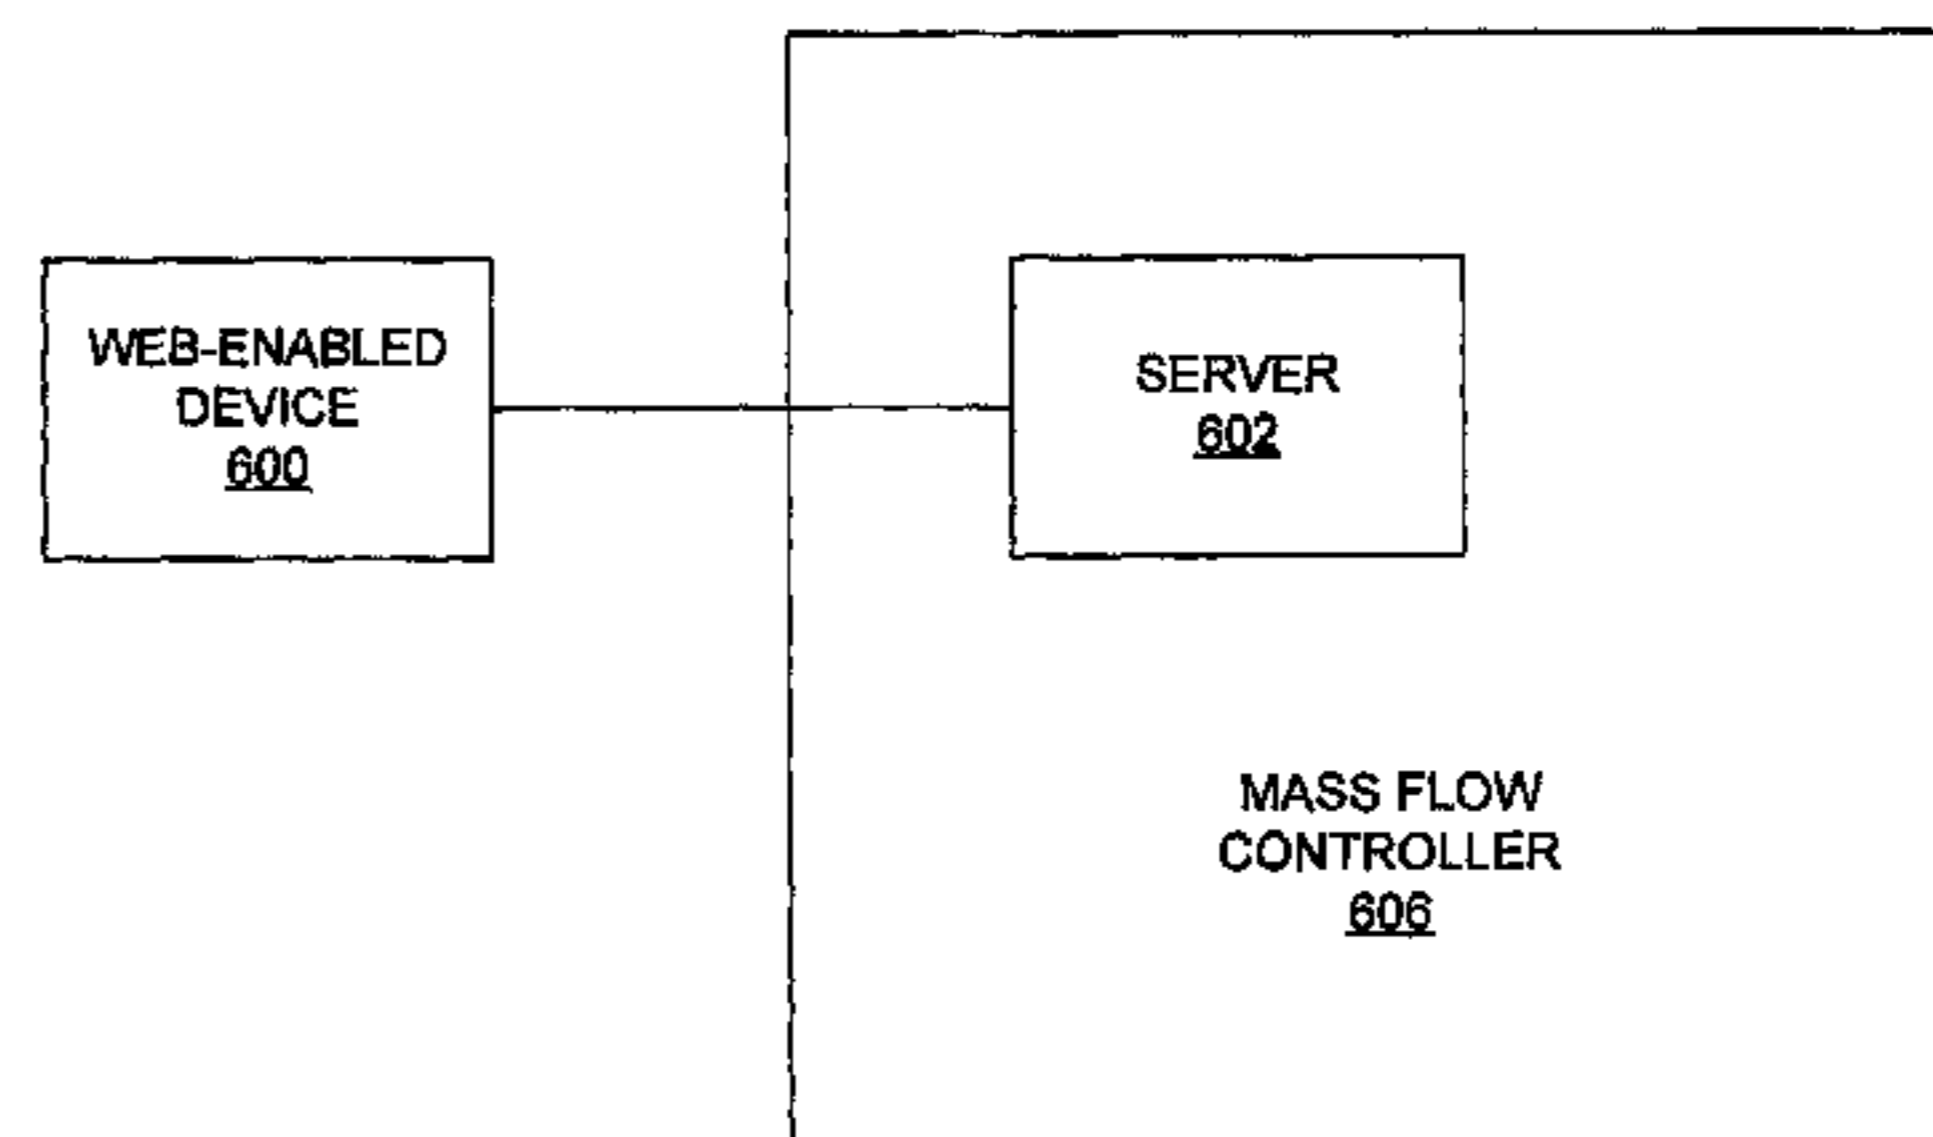 WEB-ENABLED
DEVICE
600
SERVER
602
MASS FLOW
CONTROLLER
606